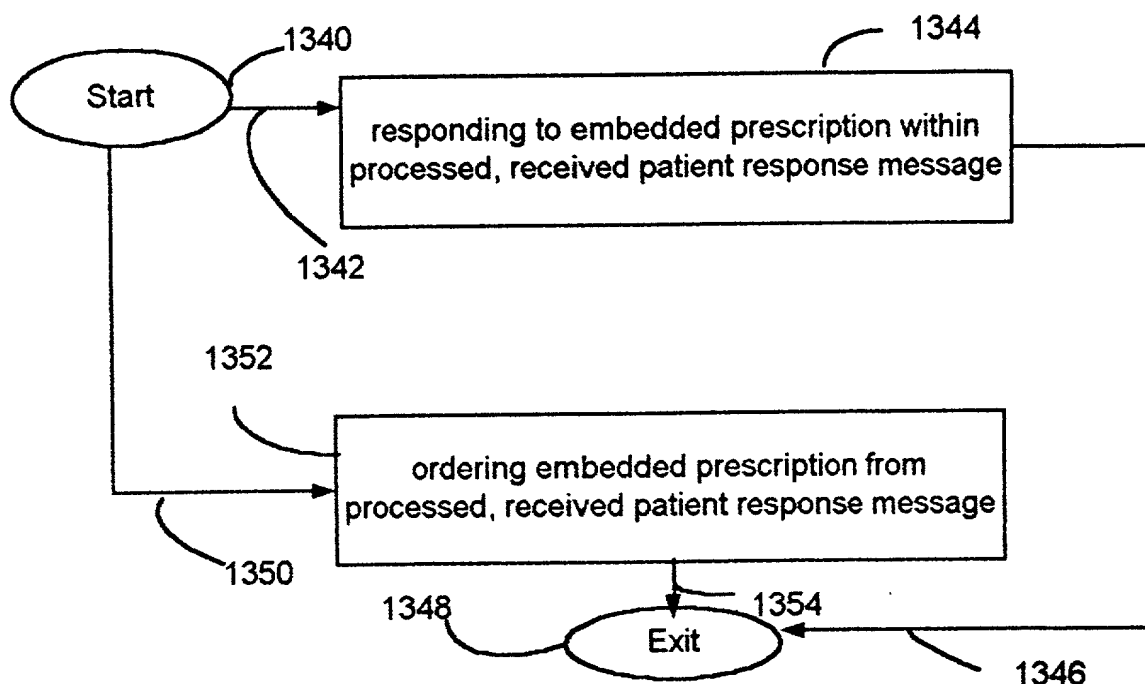 1340
1344
Start
responding to embedded prescription within
processed, received patient response message
1342
1352
ordering embedded prescription from
processed, received patient response message
1350
1348
1354
Exit
1346